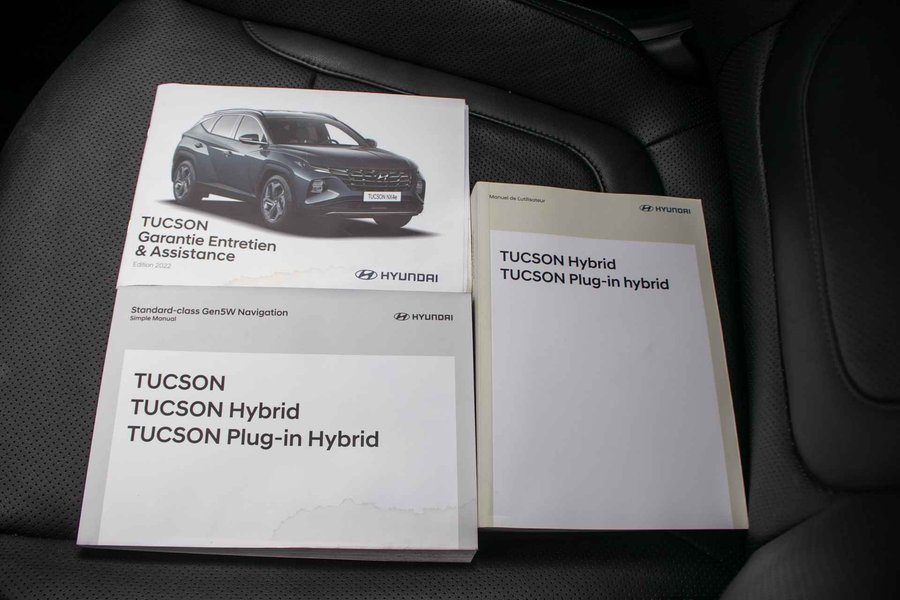 TUCSON NX4e
TUCSON
Garantie Entretien
& Assistance
Edition 2022
HYUNDAI
Standard-class Gen5W Navigation
Simple Manual
HYUNDAI
TUCSON
TUCSON Hybrid
TUCSON Plug-in Hybrid
Manuel de L'utilisateur
HYUNDAI
TUCSON Hybrid
TUCSON Plug-in hybrid